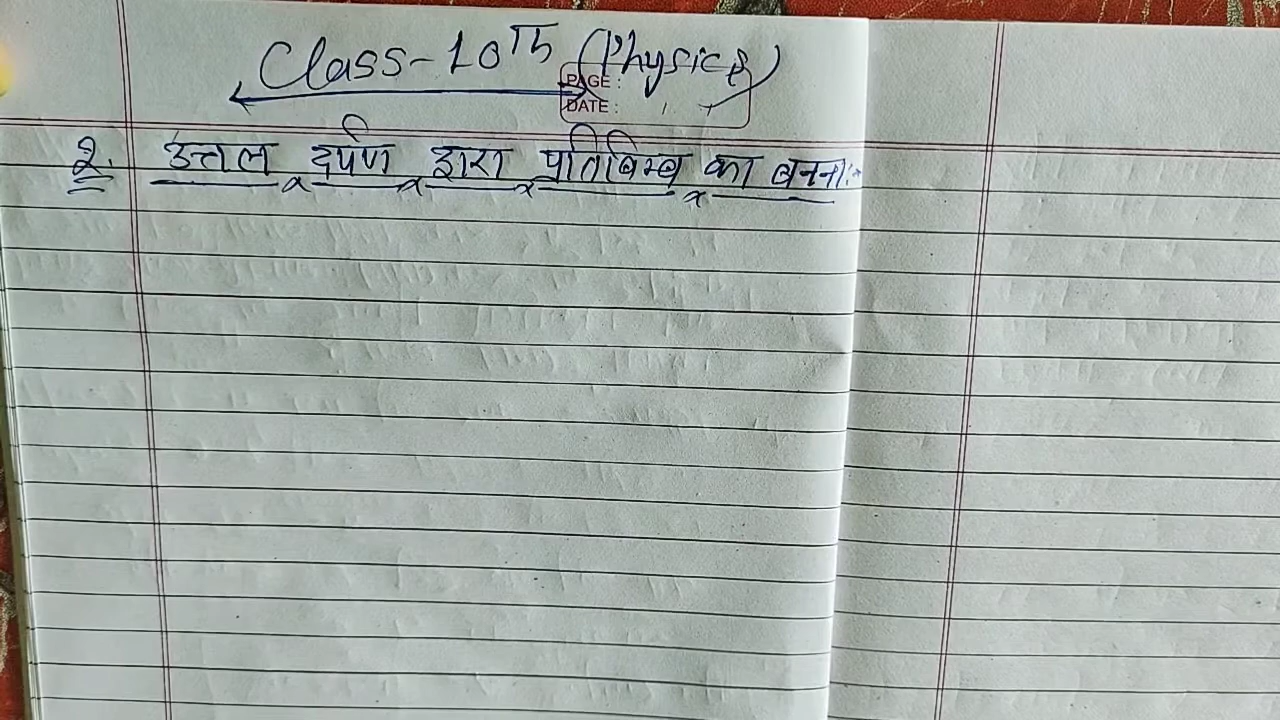 Class-10Th (Physics)
PAGE :
DATE :
2. उत्तल दर्पण द्वारा प्रतिबिम्ब का बनना:-